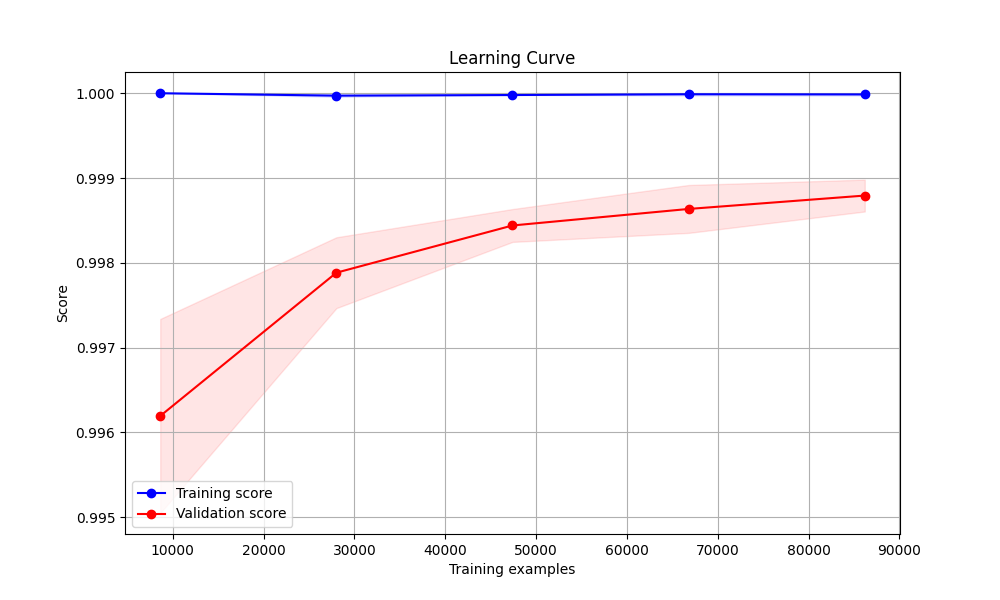 Learning Curve
1.000
0.999
0.998
0.997
0.996
0.995
Score
Training score
Validation score
10000 20000 30000 40000 50000 60000 70000 80000 90000
Training examples